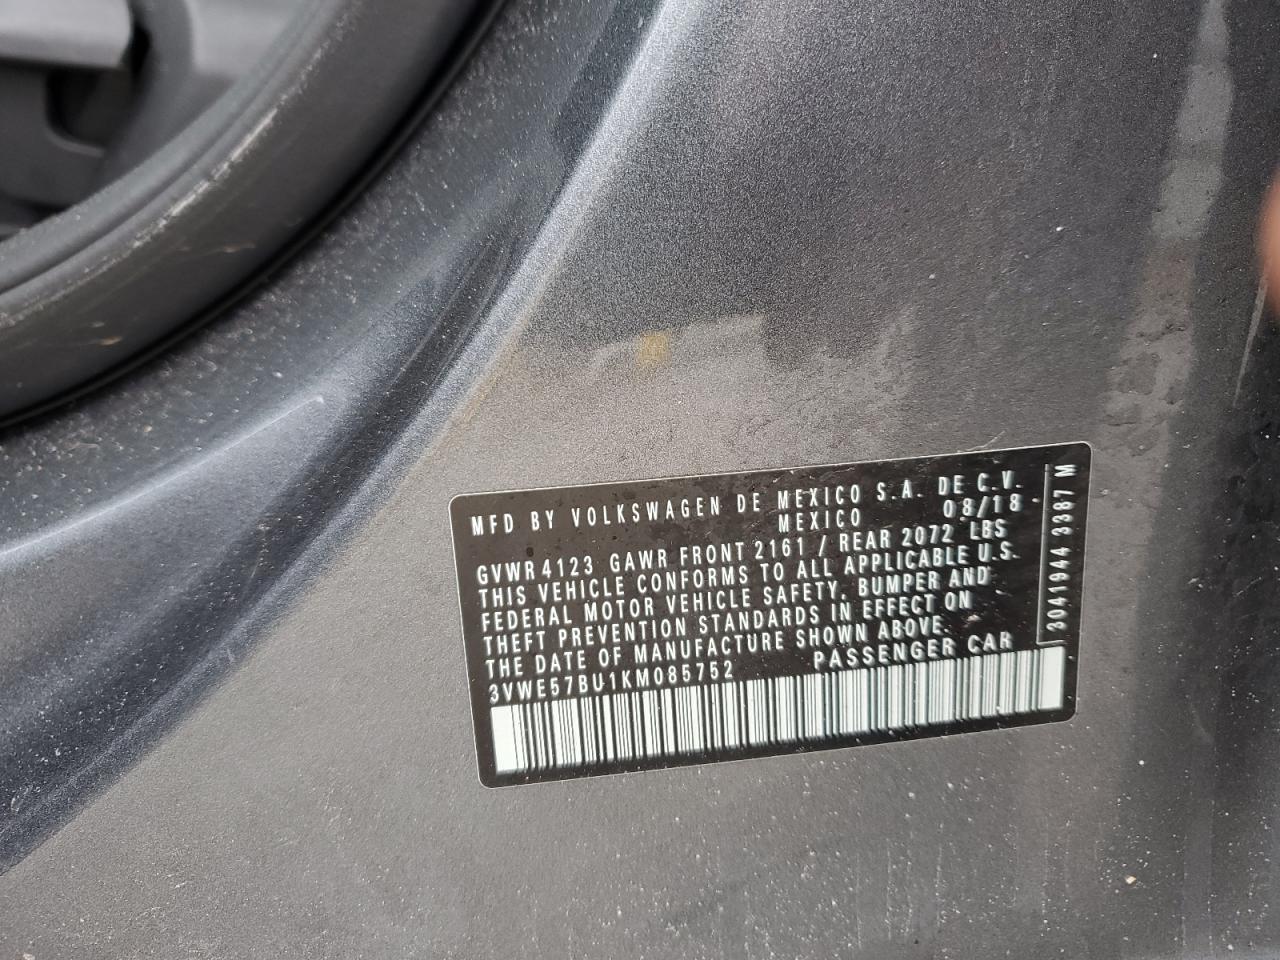 MFD BY VOLKSWAGEN DE MEXICO S.A. DE C.V.
MEXICO 08/18
GVWR 4123 GAWR FRONT 2161 / REAR 2072 LBS
THIS VEHICLE CONFORMS TO ALL APPLICABLE U.S.
FEDERAL MOTOR VEHICLE SAFETY, BUMPER AND
THEFT PREVENTION STANDARDS IN EFFECT ON
THE DATE OF MANUFACTURE SHOWN ABOVE.
3VWE57BU1KM085752 PASSENGER CAR
3041944 3387 M